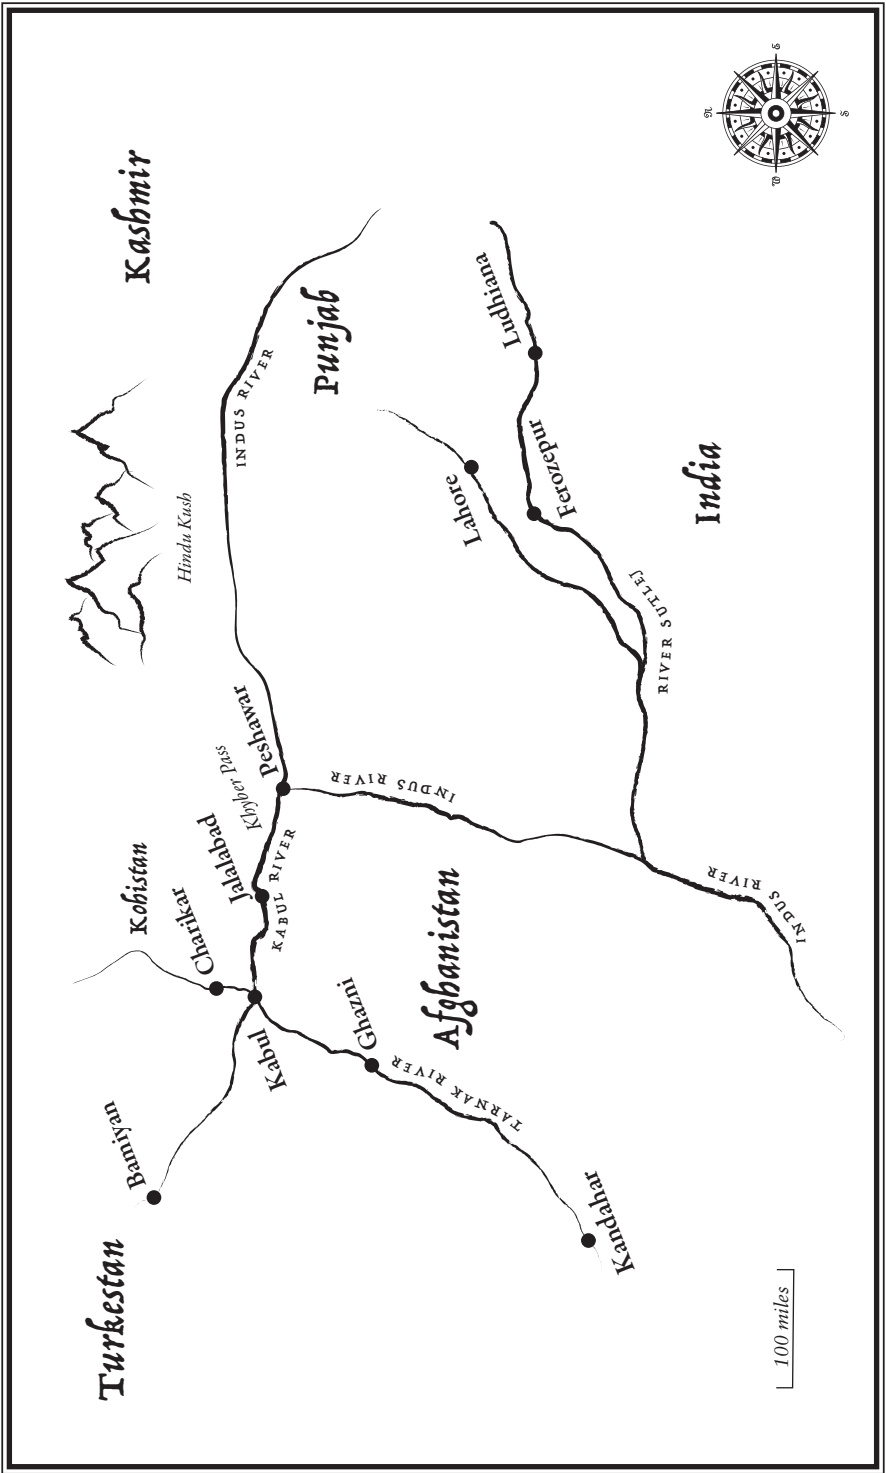 Turkestan
Kashmir
Hindu Kush
Kohistan
Bamiyan
Charikar
Jalalabad
Khyber Pass
Peshawar
INDUS RIVER
Kabul
KABUL RIVER
Punjab
Ghazni
INDUS RIVER
TARNAK RIVER
Afghanistan
Lahore
Ludhiana
Ferozepur
Kandahar
RIVER SUTLEJ
India
INDUS RIVER
100 miles
N
E
S
W